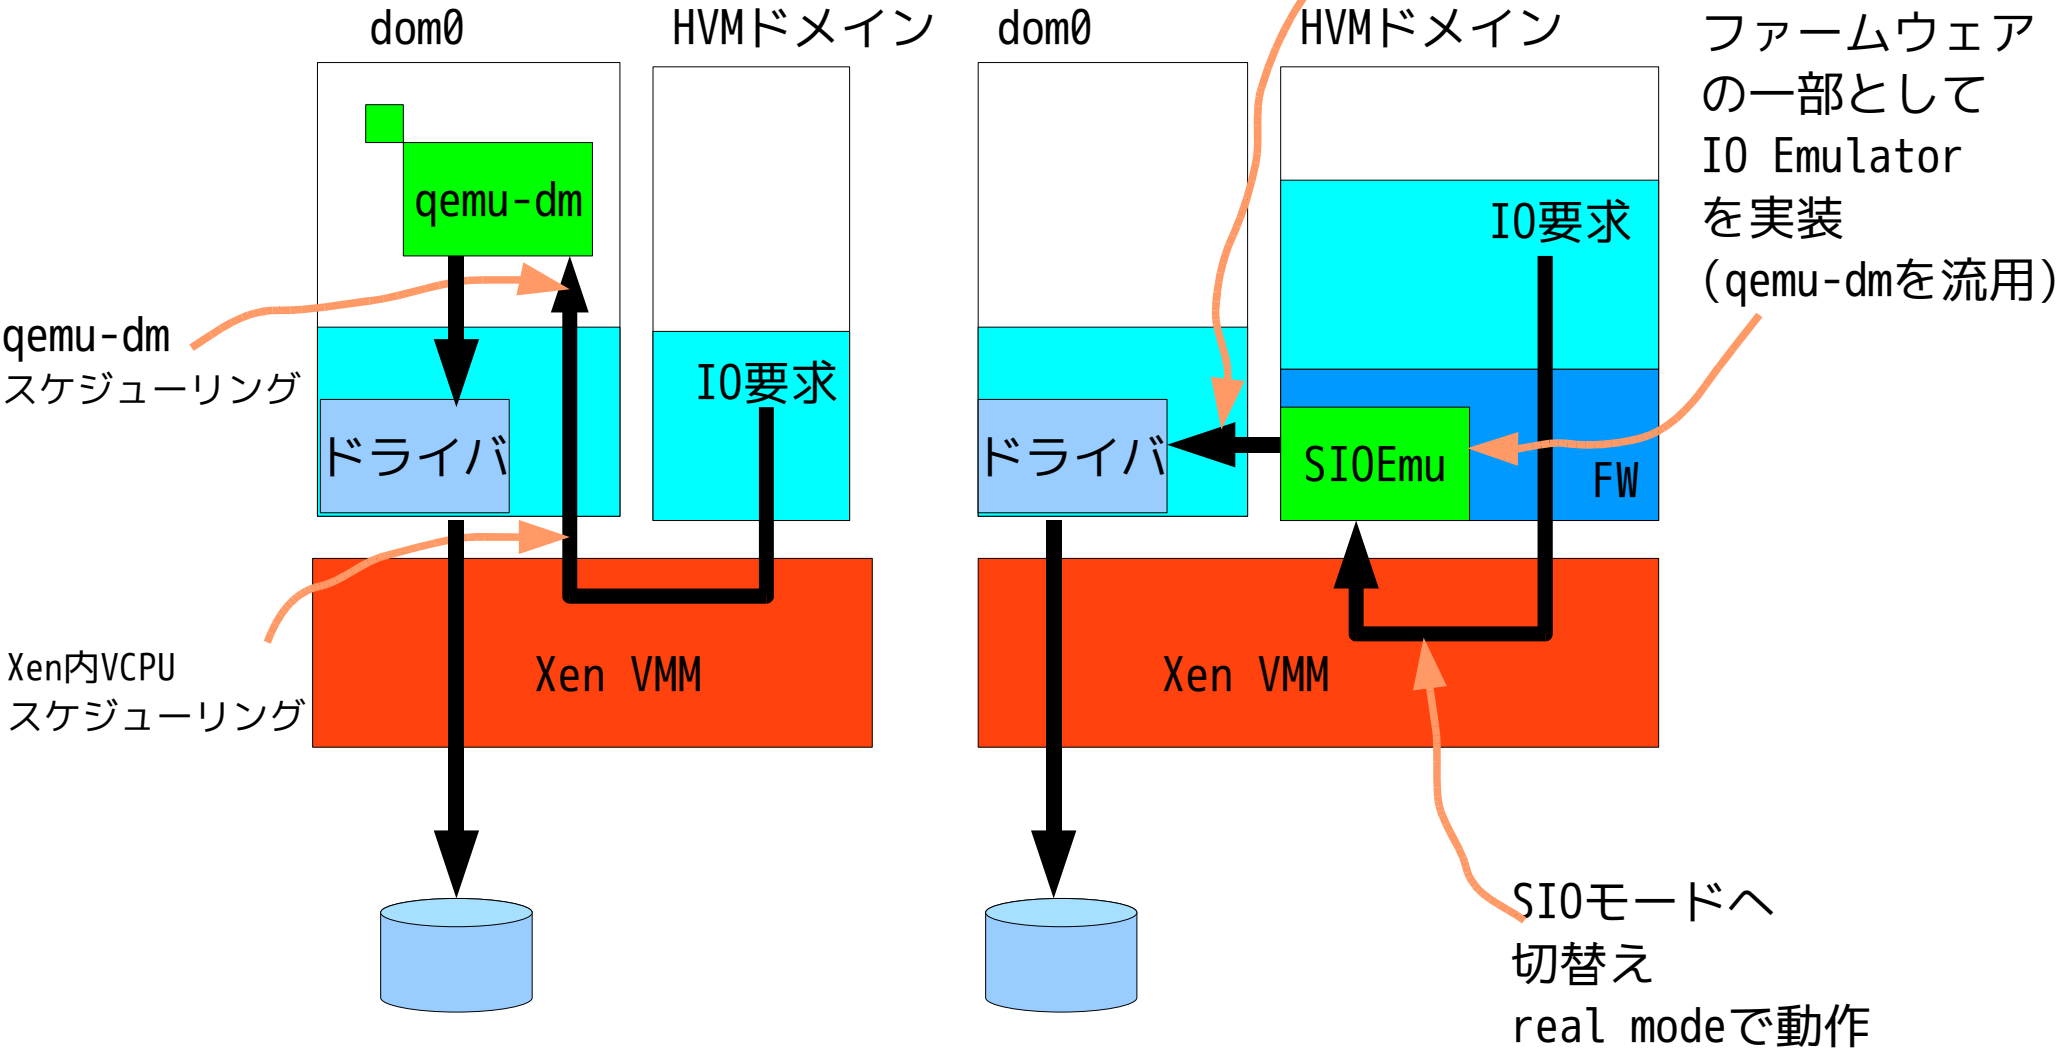 dom0
HVMドメイン
qemu-dm
qemu-dm
スケジューリング
IO要求
ドライバ
Xen内VCPU
スケジューリング
Xen VMM
dom0
HVMドメイン
ファームウェア
の一部として
IO Emulator
を実装
(qemu-dmを流用)
IO要求
ドライバ
SIOEmu
FW
Xen VMM
SIOモードへ
切替え
real modeで動作